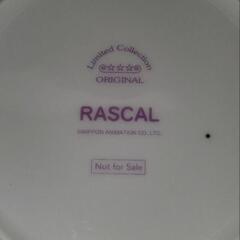 Limited Collection
ORIGINAL
RASCAL
©NIPPON ANIMATION CO., LTD.
Not for Sale